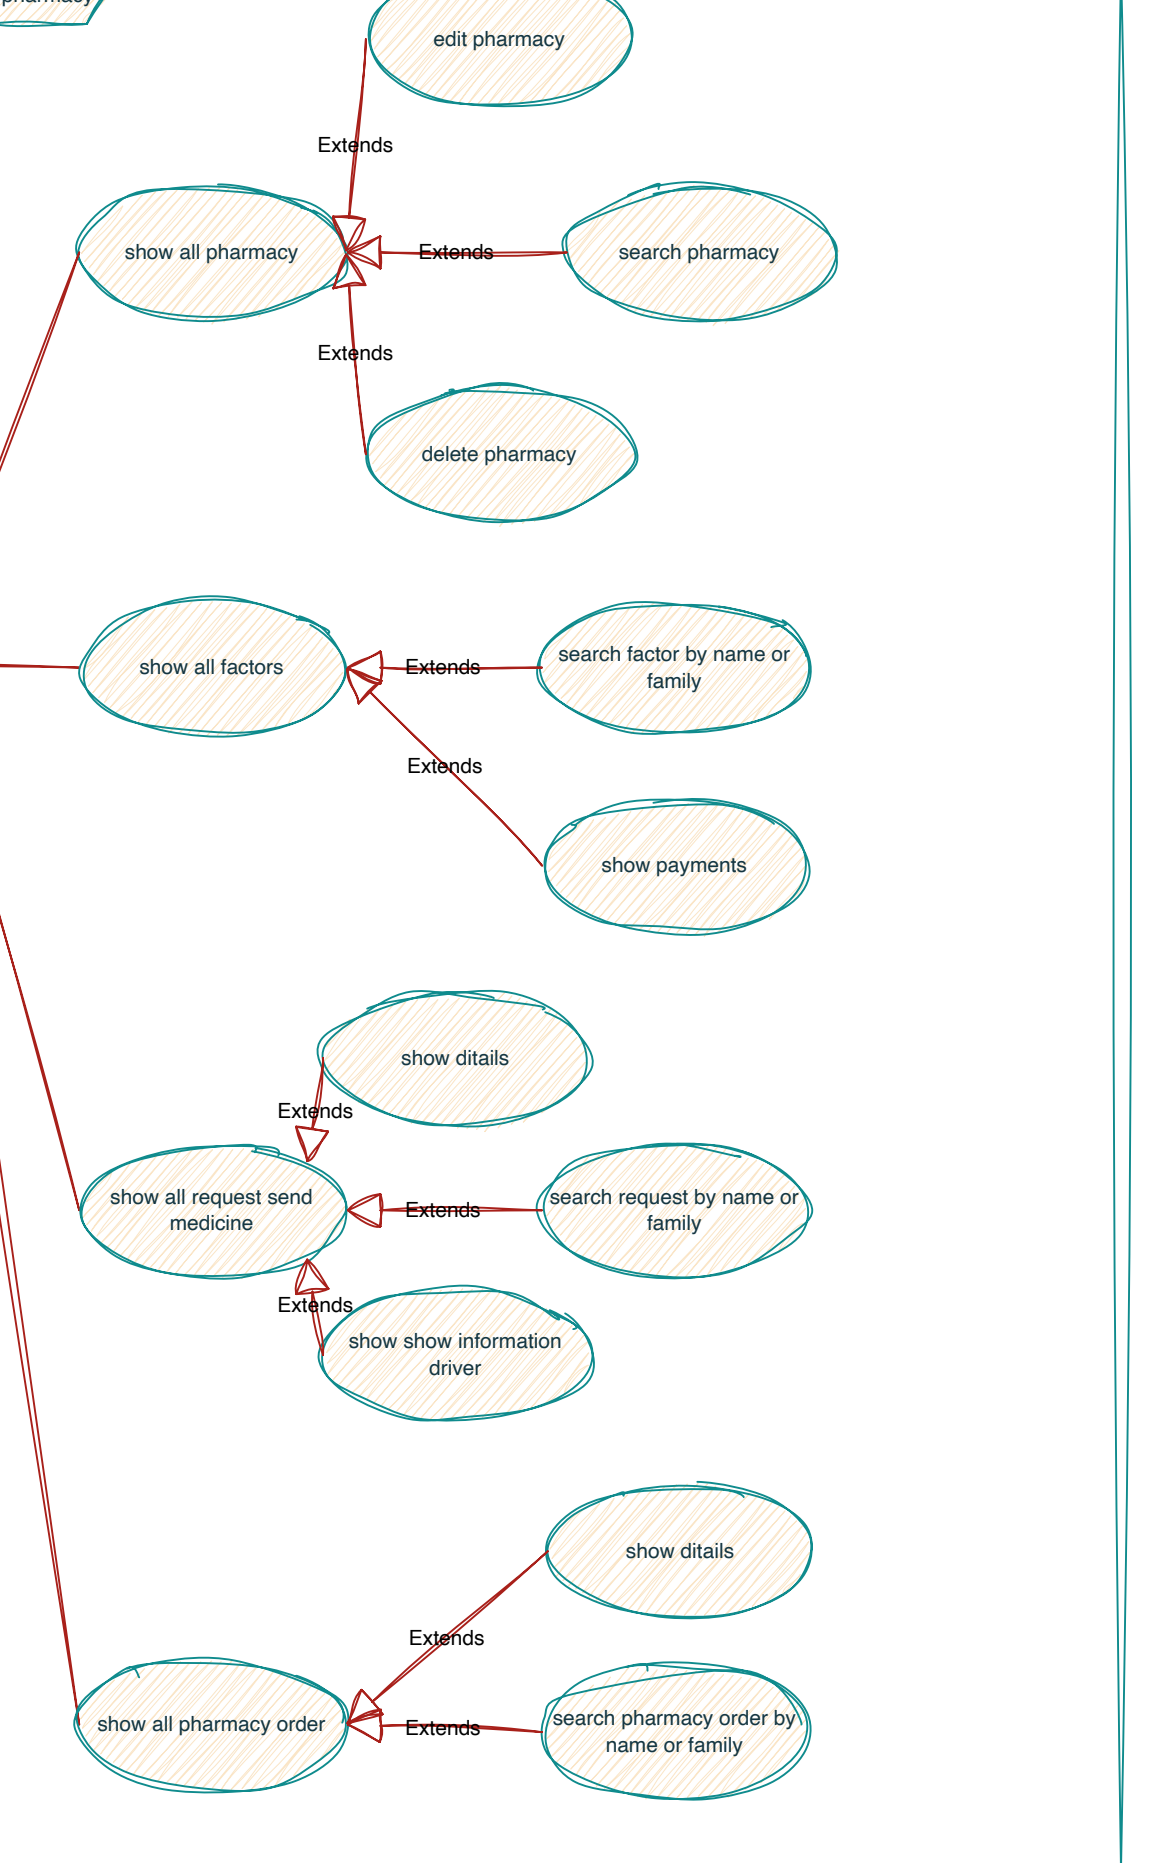 pharmacy
edit pharmacy
Extends
show all pharmacy
Extends
search pharmacy
Extends
delete pharmacy
show all factors
Extends
search factor by name or
family
Extends
show payments
show ditails
Extends
show all request send
medicine
Extends
search request by name or
family
Extends
show show information
driver
show ditails
Extends
show all pharmacy order
Extends
search pharmacy order by
name or family